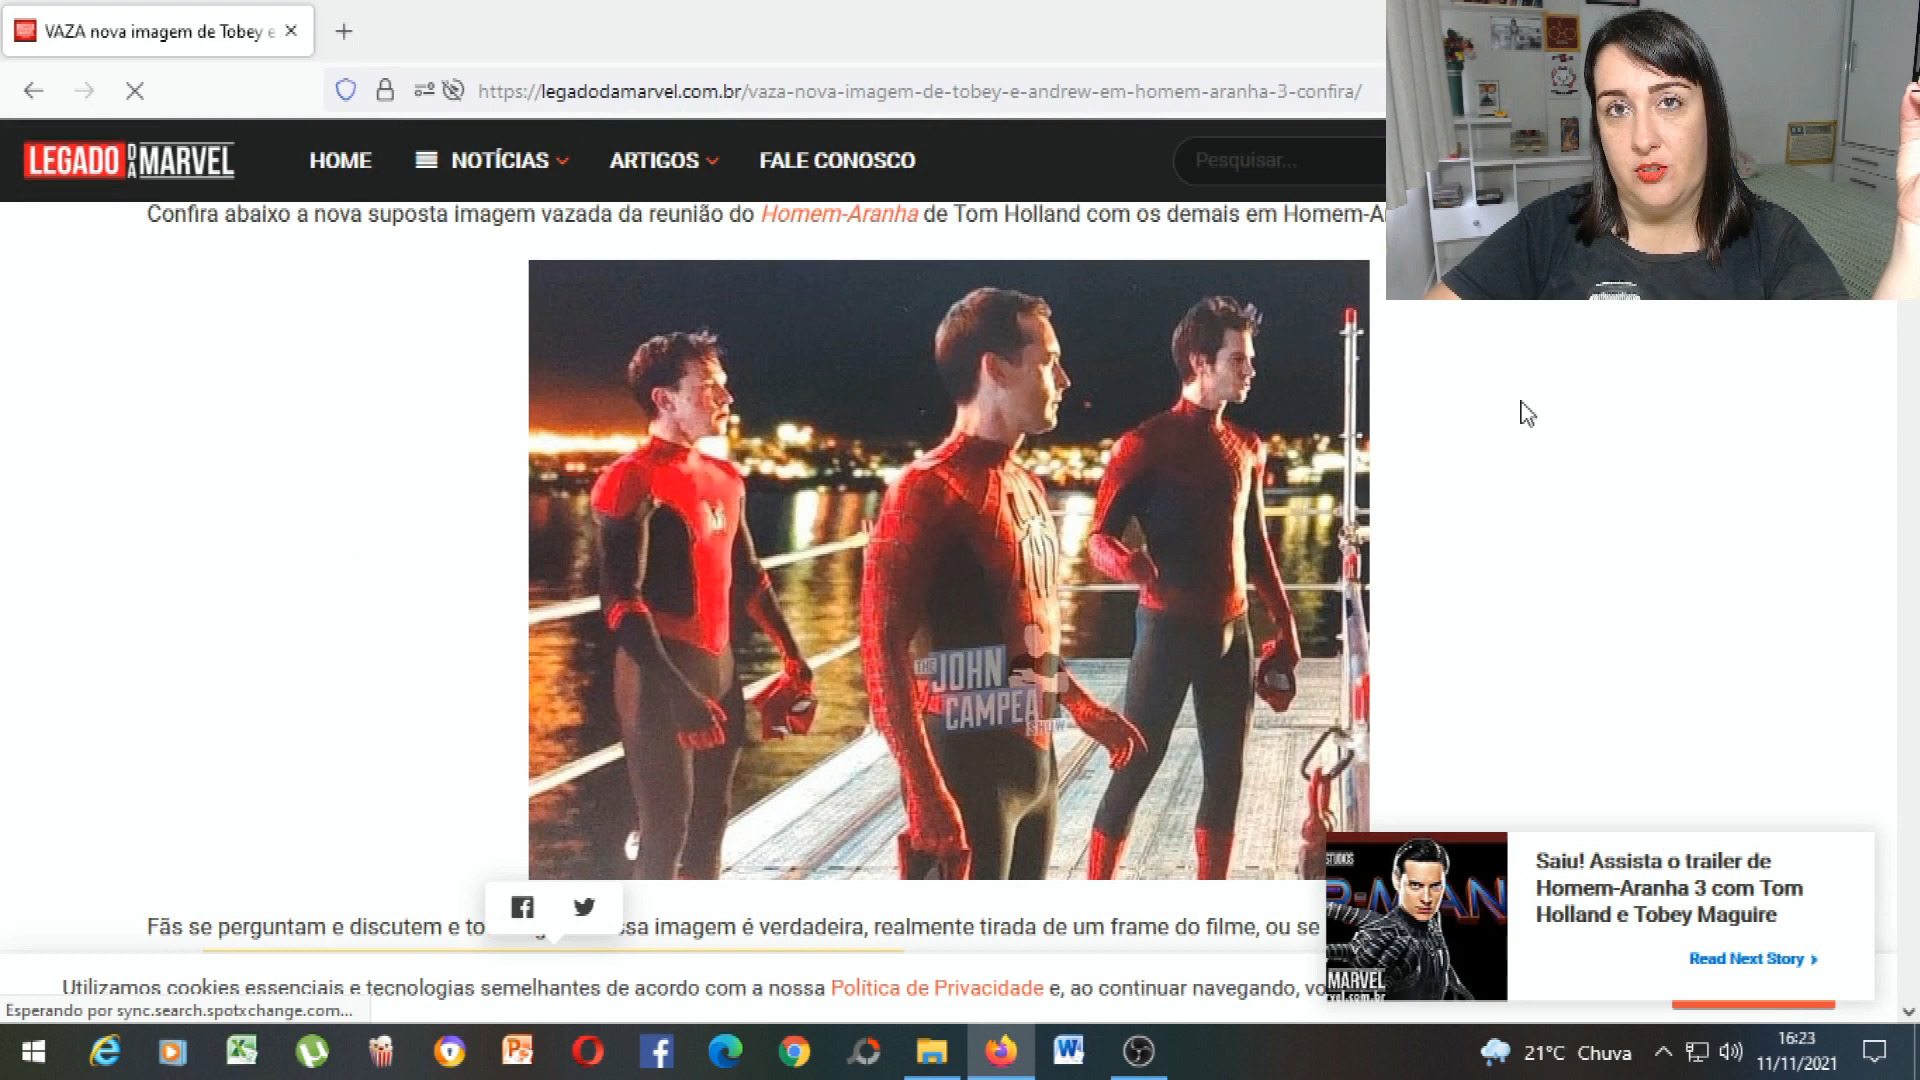 VAZA nova imagem de Tobey e
https://legadodamarvel.com.br/vaza-nova-imagem-de-tobey-e-andrew-em-homem-aranha-3-confira/
LEGADO DA MARVEL
HOME
NOTÍCIAS
ARTIGOS
FALE CONOSCO
Pesquisar...
Confira abaixo a nova suposta imagem vazada da reunião do Homem-Aranha de Tom Holland com os demais em Homem-A
THE
JOHN
CAMPEA
SHOW
Fãs se perguntam e discutem e to ssa imagem é verdadeira, realmente tirada de um frame do filme, ou se
STUDIOS
R-MAN
MARVEL
Saiu! Assista o trailer de
Homem-Aranha 3 com Tom
Holland e Tobey Maguire
Read Next Story
Utilizamos cookies essenciais e tecnologias semelhantes de acordo com a nossa Política de Privacidade e, ao continuar navegando, vo
Esperando por sync.search.spotxchange.com...
21°C Chuva
16:23
11/11/2021